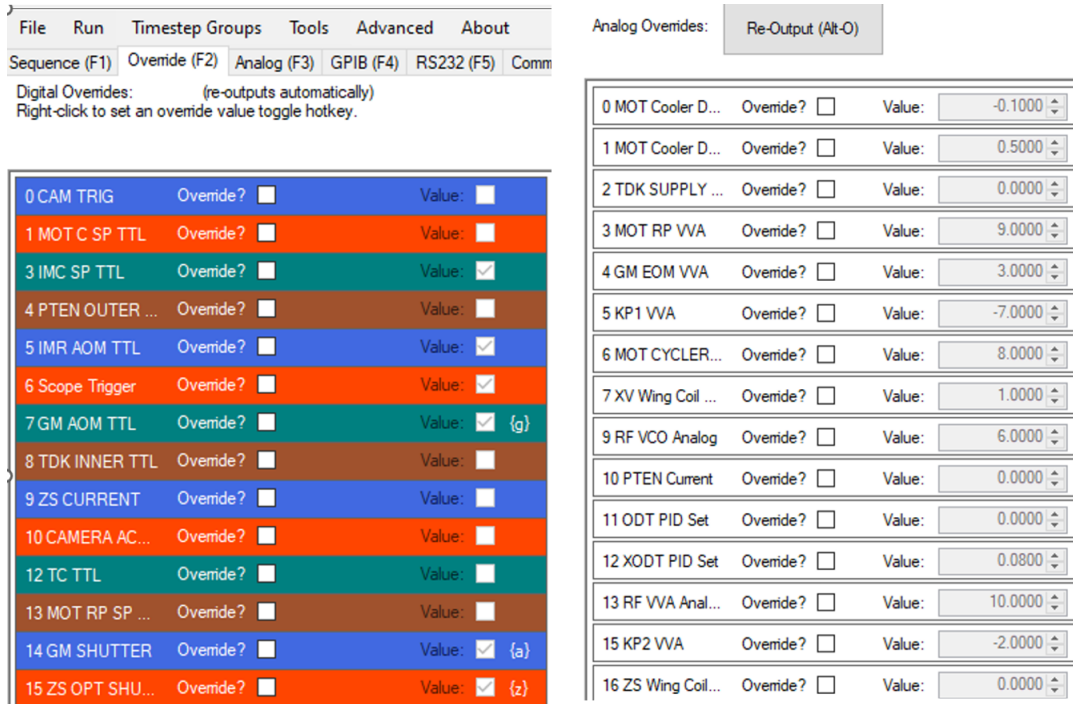 File Run Timestep Groups Tools Advanced About
Sequence (F1) Override (F2) Analog (F3) GPIB (F4) RS232 (F5) Comm
Digital Overrides: (re-outputs automatically)
Right-click to set an override value toggle hotkey.
0 CAM TRIG Override? Value:
1 MOT C SP TTL Override? Value:
3 IMC SP TTL Override? Value:
4 PTEN OUTER ... Override? Value:
5 IMR AOM TTL Override? Value:
6 Scope Trigger Override? Value:
7 GM AOM TTL Override? Value: {g}
8 TDK INNER TTL Override? Value:
9 ZS CURRENT Override? Value:
10 CAMERA AC... Override? Value:
12 TC TTL Override? Value:
13 MOT RP SP ... Override? Value:
14 GM SHUTTER Override? Value: {a}
15 ZS OPT SHU... Override? Value: {z}
Analog Overrides: Re-Output (Alt-O)
0 MOT Cooler D... Override? Value: -0.1000
1 MOT Cooler D... Override? Value: 0.5000
2 TDK SUPPLY ... Override? Value: 0.0000
3 MOT RP VVA Override? Value: 9.0000
4 GM EOM VVA Override? Value: 3.0000
5 KP1 VVA Override? Value: -7.0000
6 MOT CYCLER... Override? Value: 8.0000
7 XV Wing Coil ... Override? Value: 1.0000
9 RF VCO Analog Override? Value: 6.0000
10 PTEN Current Override? Value: 0.0000
11 ODT PID Set Override? Value: 0.0000
12 XODT PID Set Override? Value: 0.0800
13 RF VVA Anal... Override? Value: 10.0000
15 KP2 VVA Override? Value: -2.0000
16 ZS Wing Coil... Override? Value: 0.0000